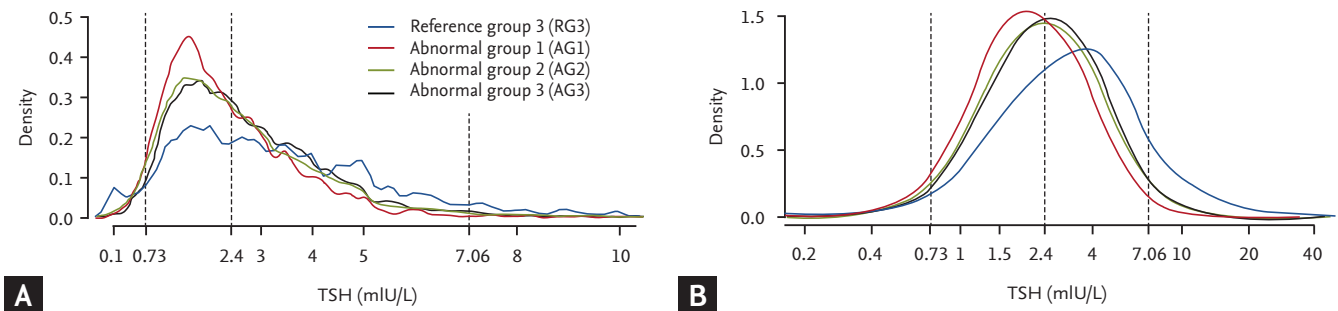 0.5
0.4
0.3
0.2
0.1
0.0
Density
Reference group 3 (RG3)
Abnormal group 1 (AG1)
Abnormal group 2 (AG2)
Abnormal group 3 (AG3)
0.1 0.73 2.4 3 4 5 7.06 8 10
TSH (mlU/L)
A
1.5
1.0
0.5
0.0
Density
0.2 0.4 0.73 1 1.5 2.4 4 7.06 10 20 40
TSH (mlU/L)
B